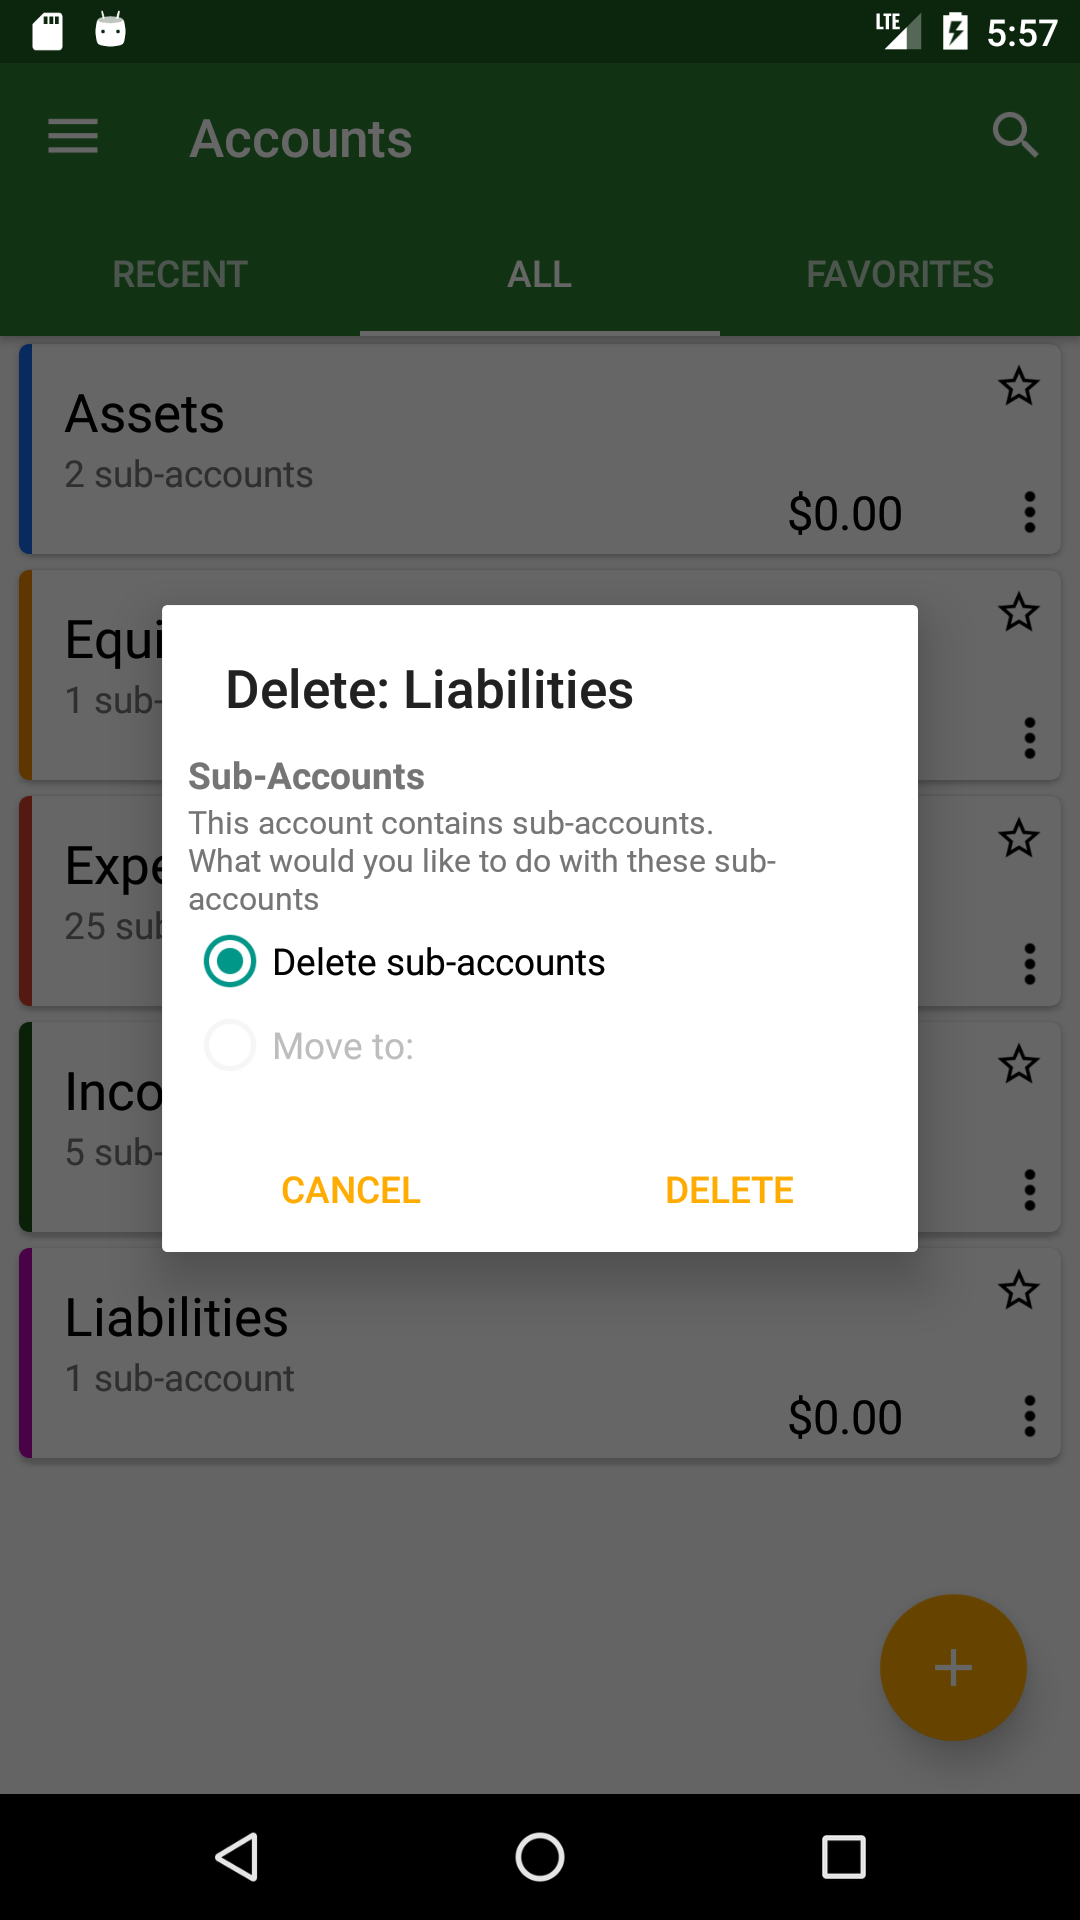 LTE 5:57
Accounts
RECENT ALL FAVORITES
Assets
2 sub-accounts
$0.00
Equi
1 sub-
Delete: Liabilities
Sub-Accounts
This account contains sub-accounts.
What would you like to do with these sub-
accounts
Delete sub-accounts
Move to:
CANCEL DELETE
Expe
25 sub
Inco
5 sub-
Liabilities
1 sub-account
$0.00